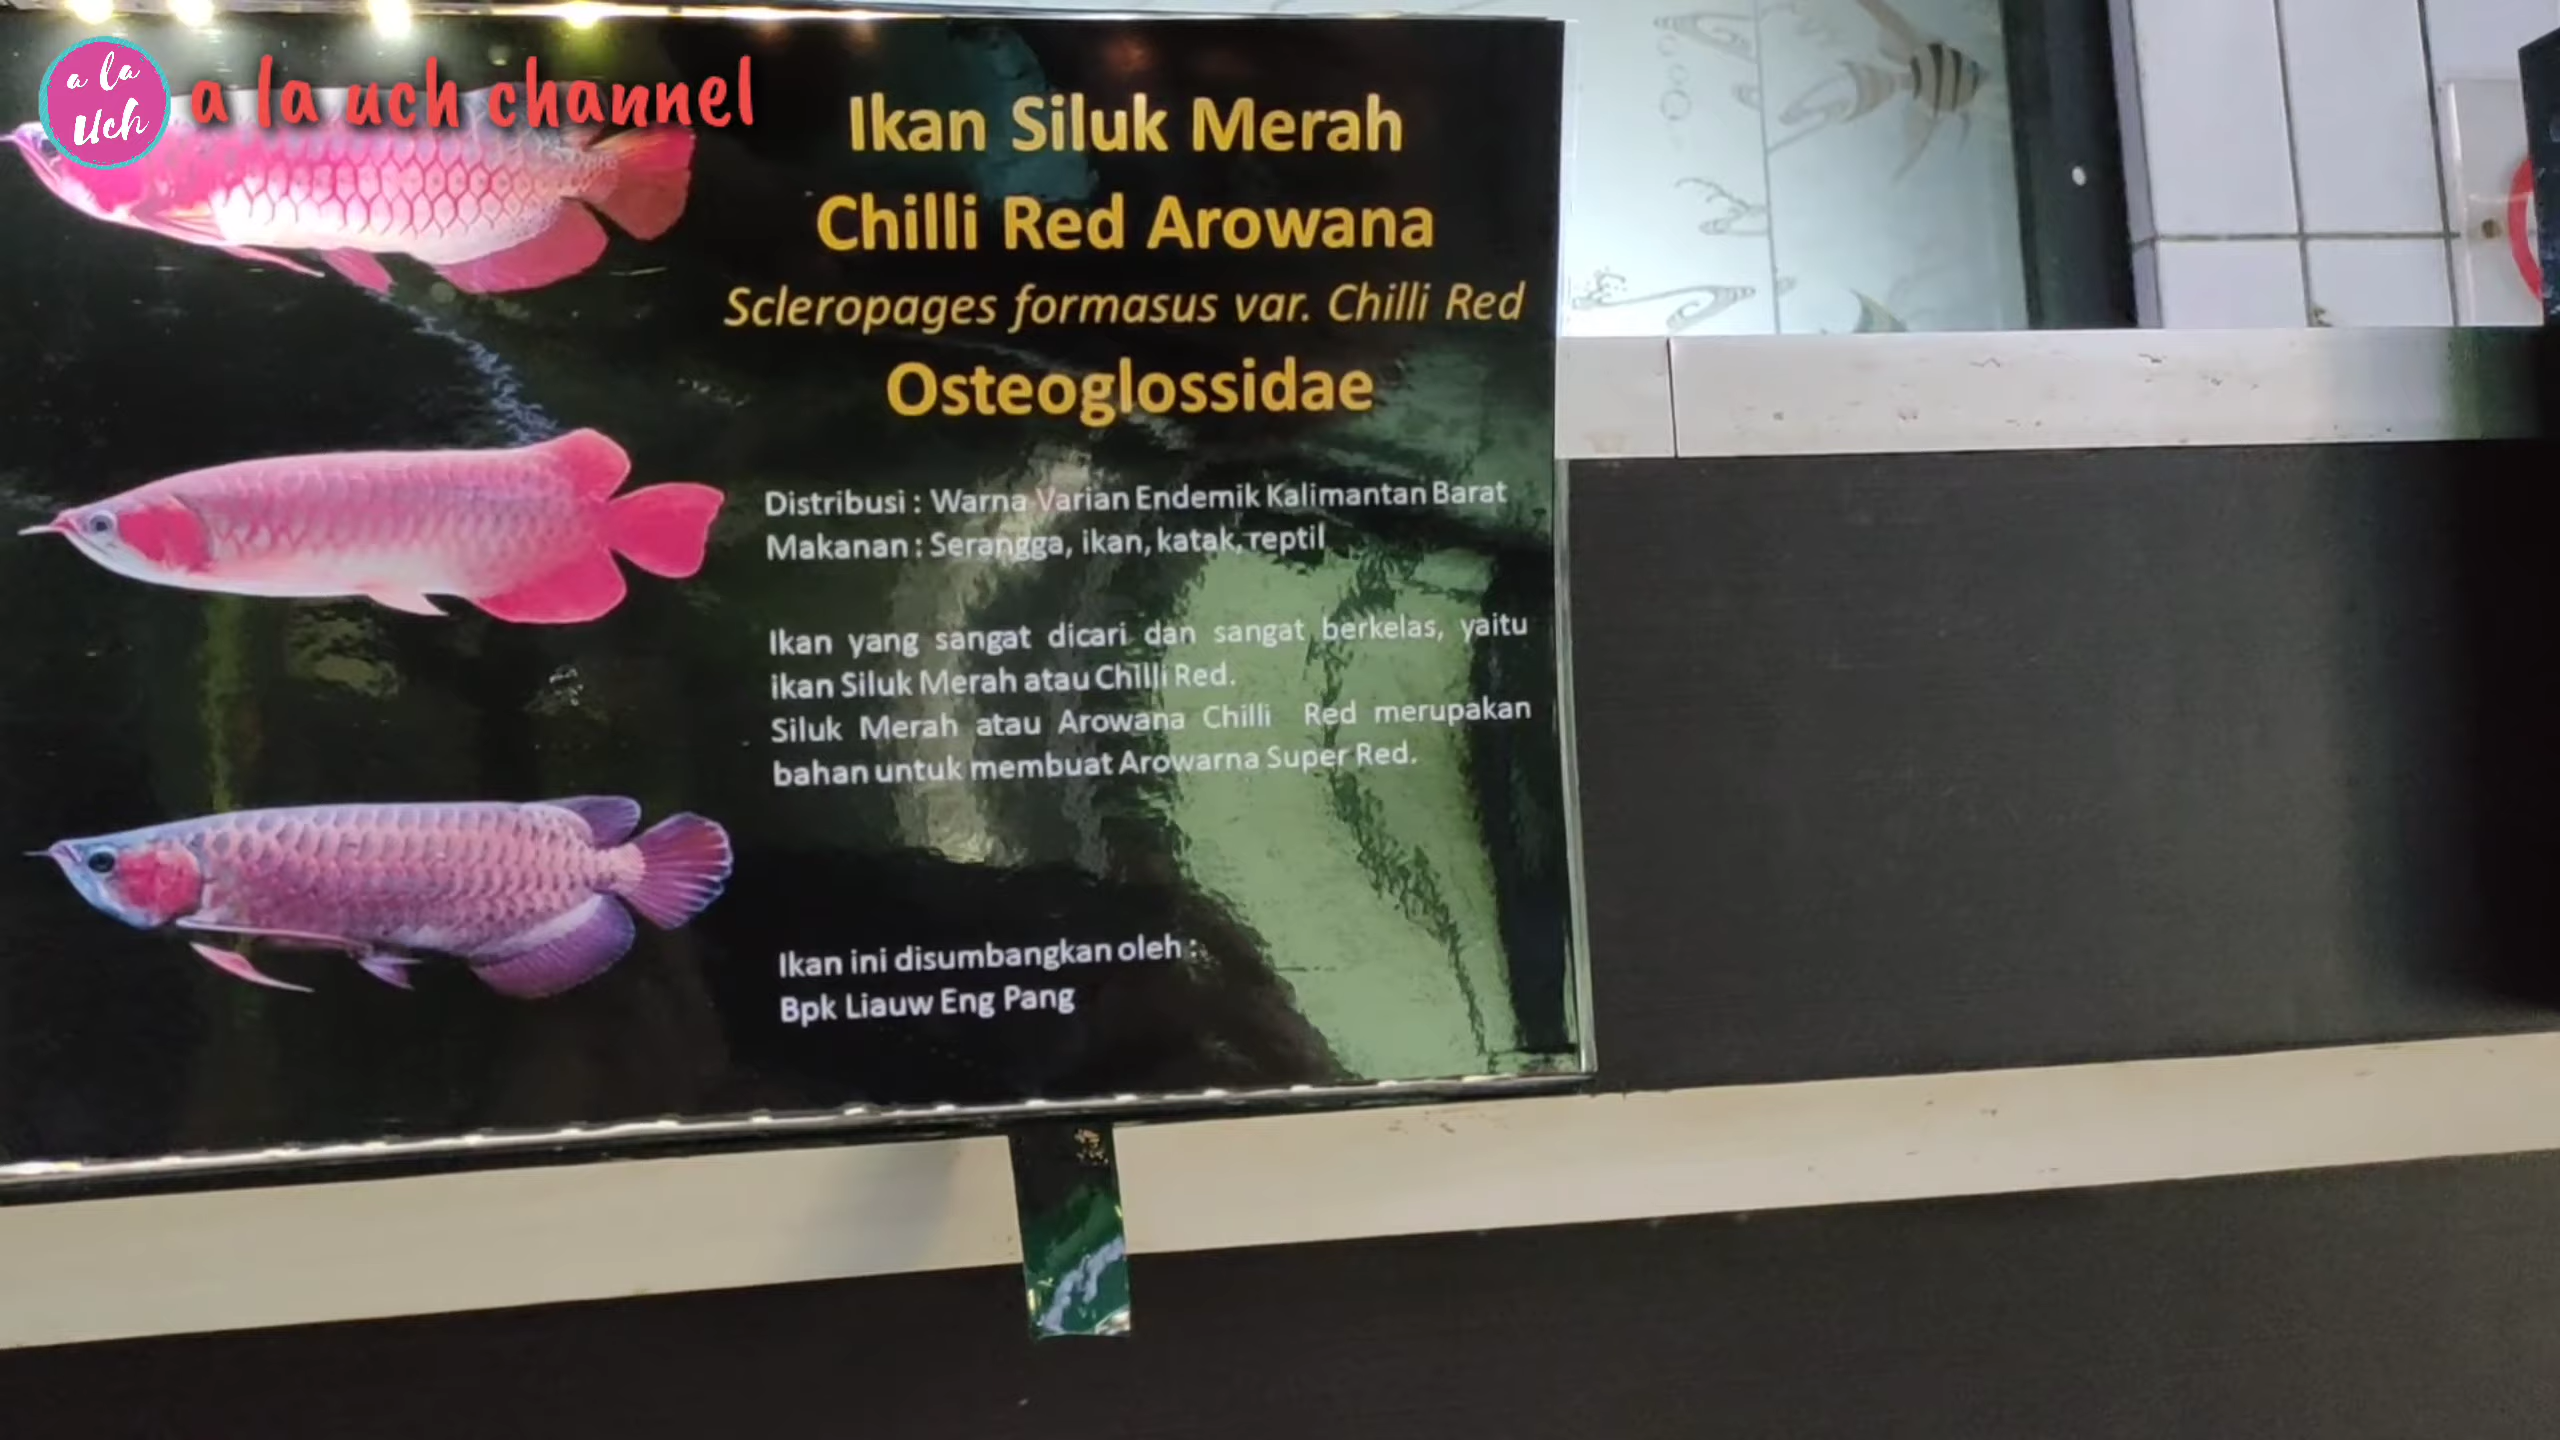 a la
uch
a la uch channel
Ikan Siluk Merah
Chilli Red Arowana
Scleropages formasus var. Chilli Red
Osteoglossidae
Distribusi : Warna Varian Endemik Kalimantan Barat
Makanan : Serangga, ikan, katak, reptil
Ikan yang sangat dicari dan sangat berkelas, yaitu
ikan Siluk Merah atau Chilli Red.
Siluk Merah atau Arowana Chilli Red merupakan
bahan untuk membuat Arowarna Super Red.
Ikan ini disumbangkan oleh :
Bpk Liauw Eng Pang